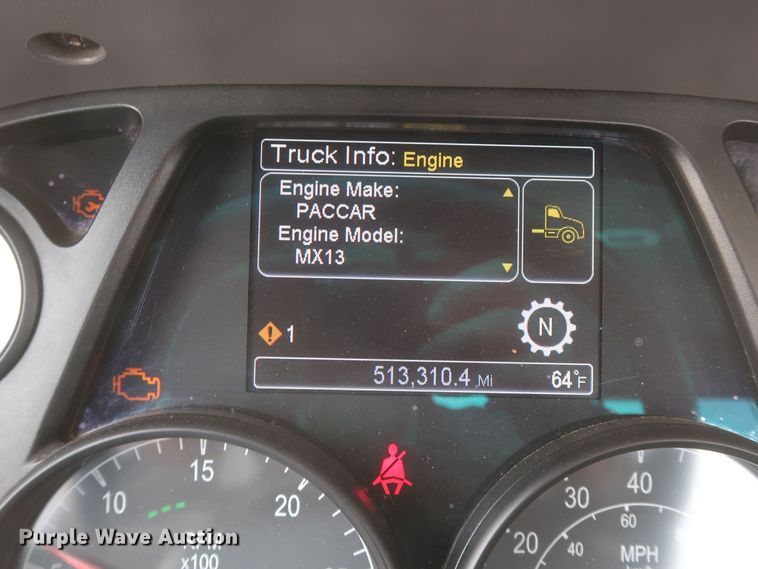 Truck Info: Engine
Engine Make:
PACCAR
Engine Model:
MX13
N
! 1
513,310.4 Mi 64°F
10 15 20
RPM
x100
20 30 40
40 60
MPH
Purple Wave Auction